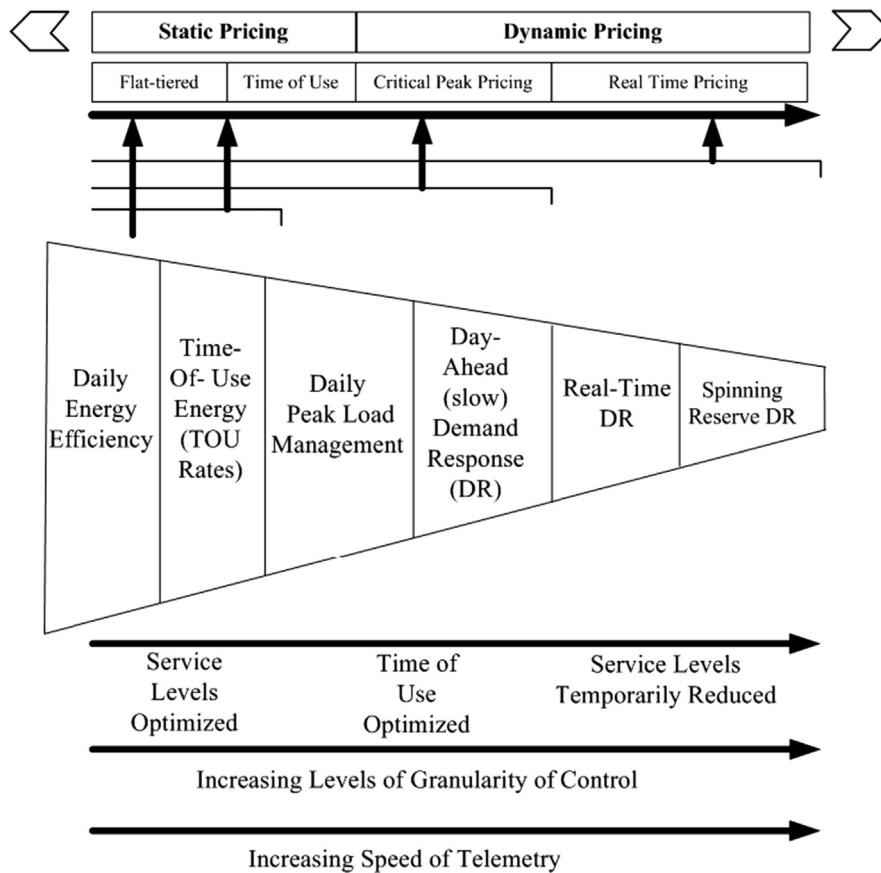 Static Pricing
Dynamic Pricing
Flat-tiered
Time of Use
Critical Peak Pricing
Real Time Pricing
Daily
Energy
Efficiency
Time-
Of- Use
Energy
(TOU
Rates)
Daily
Peak Load
Management
Day-
Ahead
(slow)
Demand
Response
(DR)
Real-Time
DR
Spinning
Reserve DR
Service
Levels
Optimized
Time of
Use
Optimized
Service Levels
Temporarily Reduced
Increasing Levels of Granularity of Control
Increasing Speed of Telemetry